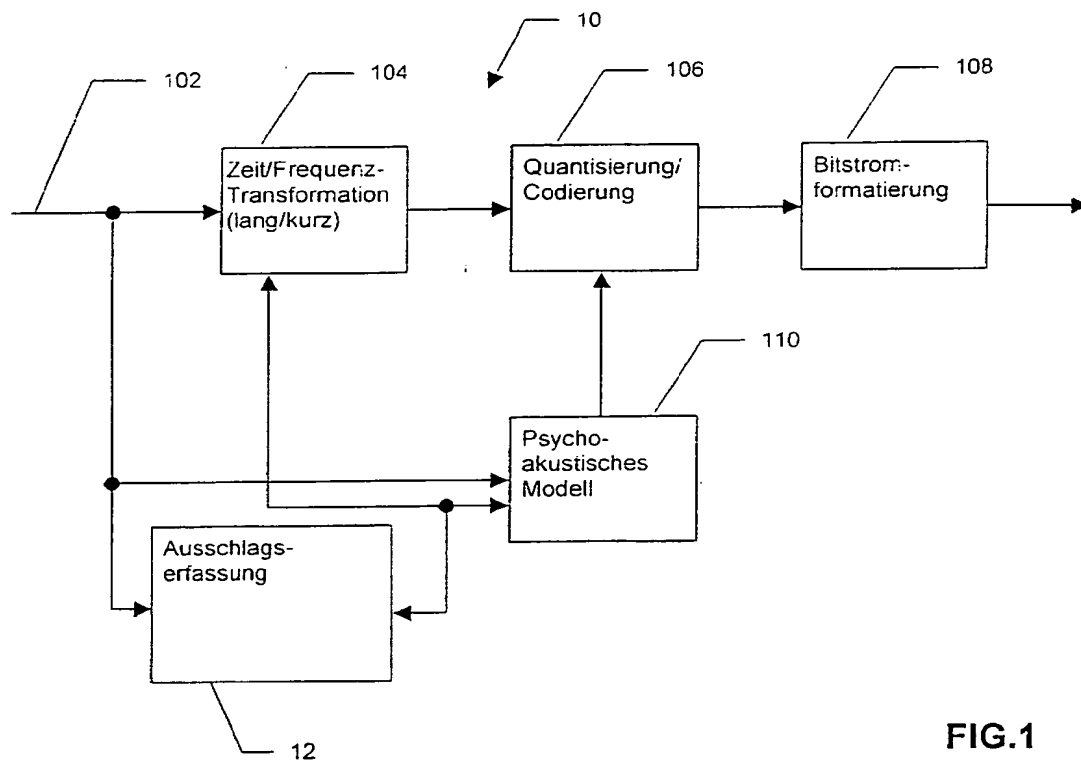 10
102
104
106
108
Zeit/Frequenz-
Transformation
(lang/kurz)
Quantisierung/
Codierung
Bitstrom-
formatierung
110
Psycho-
akustisches
Modell
Ausschlags-
erfassung
12
FIG.1